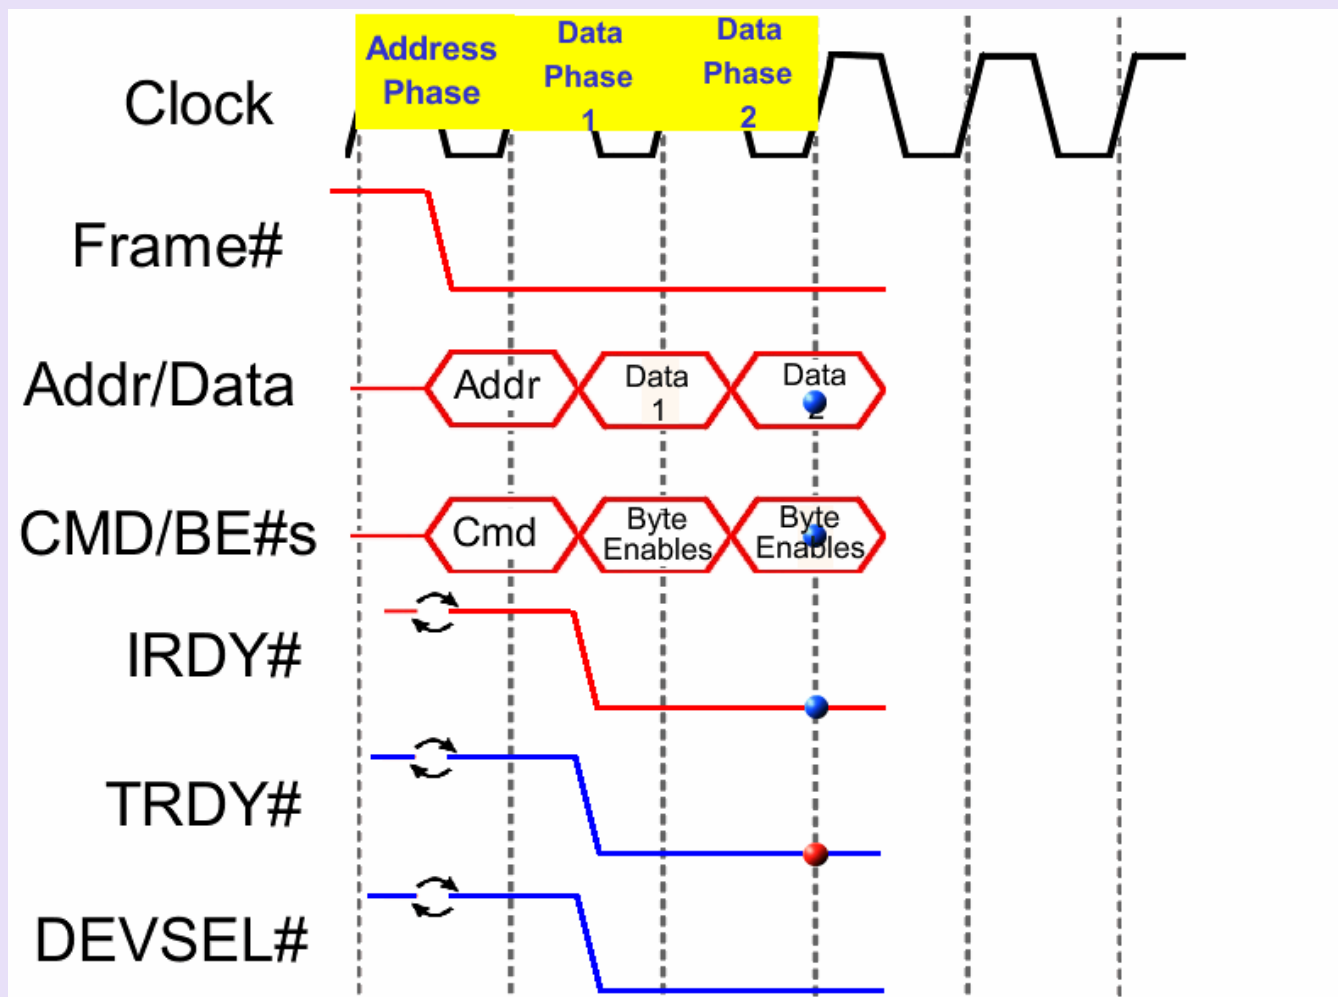 Address
Phase
Data
Phase
1
Data
Phase
2
Clock
Frame#
Addr/Data
Addr
Data
1
Data
2
CMD/BE#s
Cmd
Byte
Enables
Byte
Enables
IRDY#
TRDY#
DEVSEL#